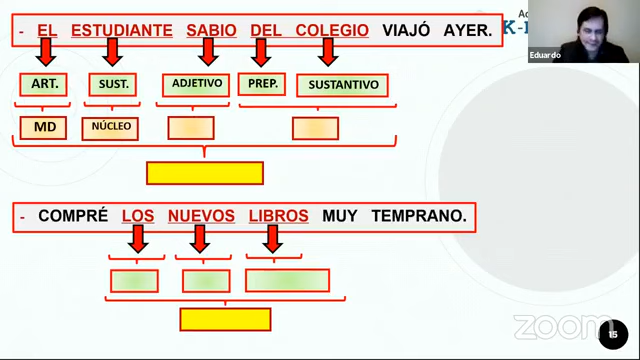 - EL ESTUDIANTE SABIO DEL COLEGIO VIAJÓ AYER.
Eduardo
ART. SUST. ADJETIVO PREP. SUSTANTIVO
MD NÚCLEO
- COMPRÉ LOS NUEVOS LIBROS MUY TEMPRANO.
zoom
15